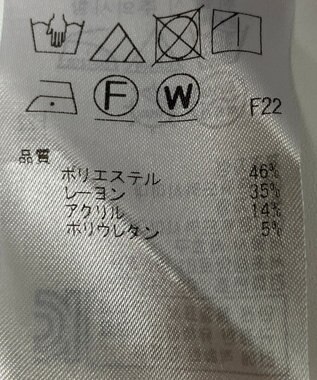 F W F22
品質
ポリエステル 46%
レーヨン 35%
アクリル 14%
ポリウレタン 5%